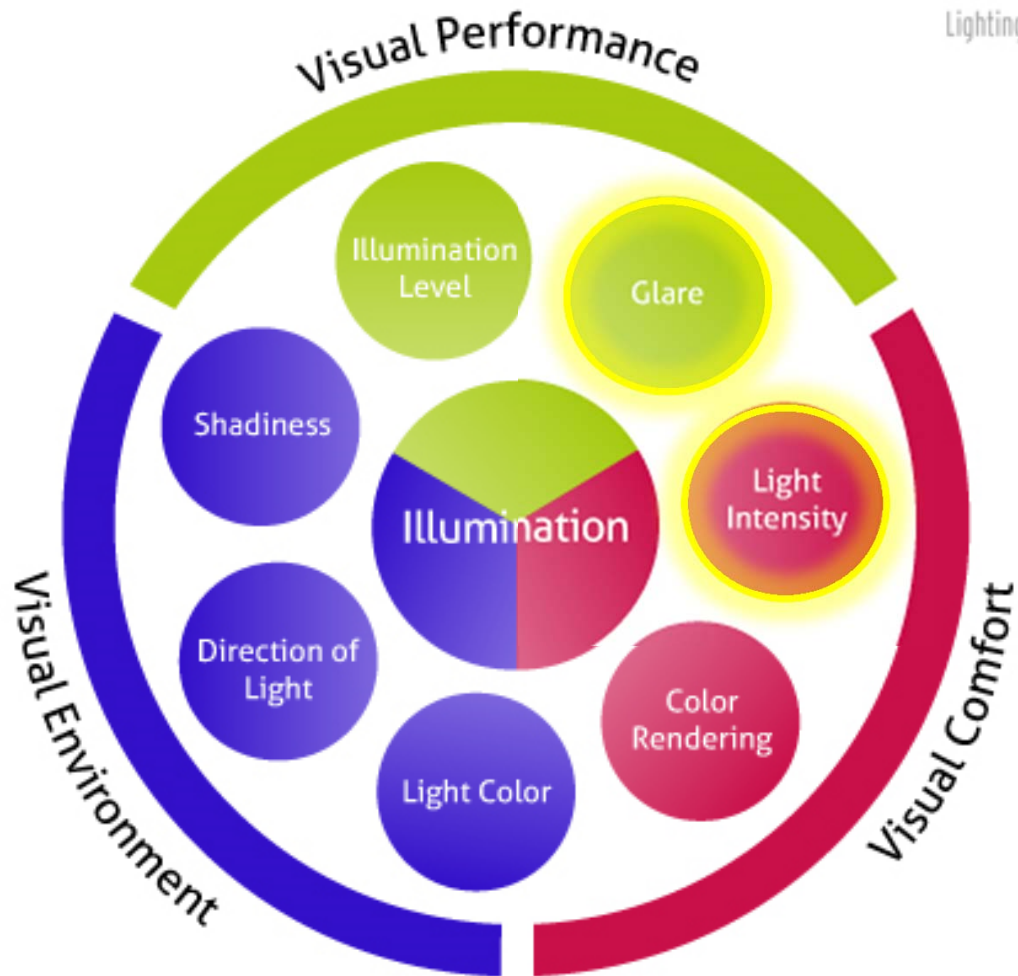 Lighting
Visual Performance
Illumination
Level
Glare
Shadiness
Light
Intensity
Illumination
Direction of
Light
Color
Rendering
Light Color
Visual Environment
Visual Comfort